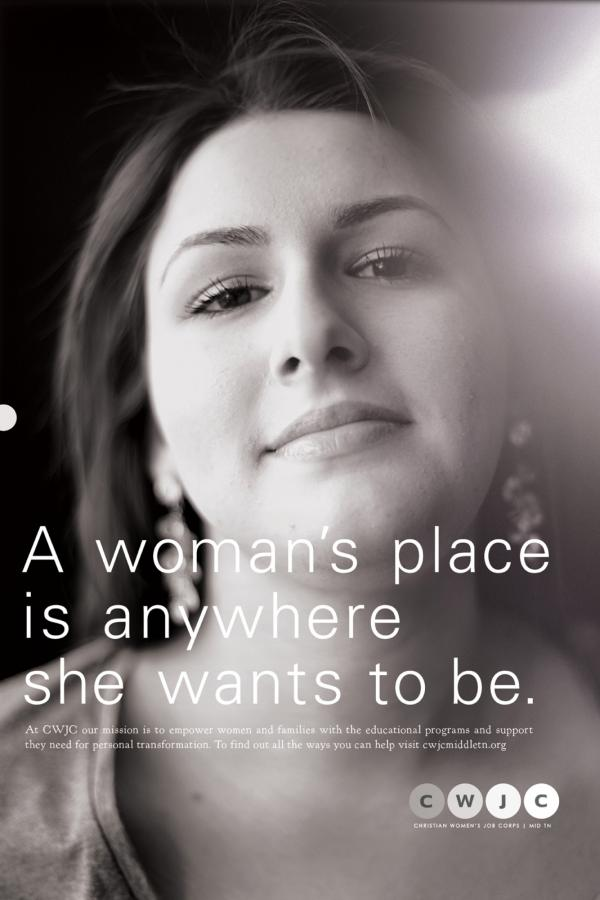 A woman's place
is anywhere
she wants to be.
At CWJC our mission is to empower women and families with the educational programs and support
they need for personal transformation. To find out all the ways you can help visit cwjcmiddletn.org
C W J C
CHRISTIAN WOMEN'S JOB CORPS | MID TN